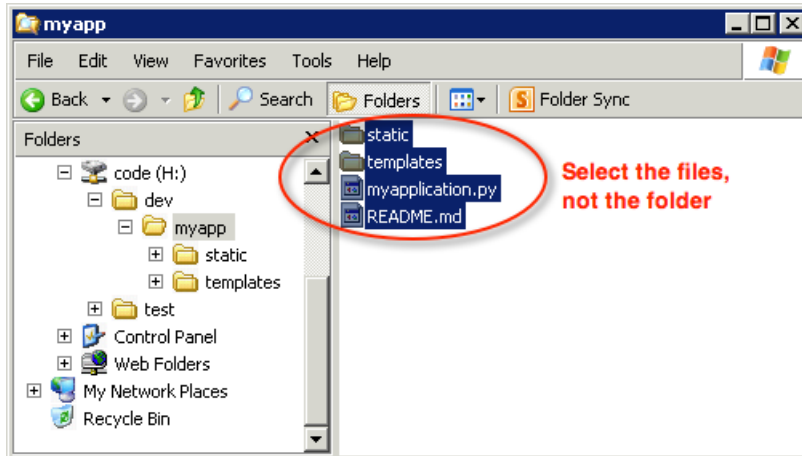 myapp
File Edit View Favorites Tools Help
Back Search Folders Folder Sync
Folders
code (H:)
dev
myapp
static
templates
test
Control Panel
Web Folders
My Network Places
Recycle Bin
static
templates
myapplication.py
README.md
Select the files,
not the folder